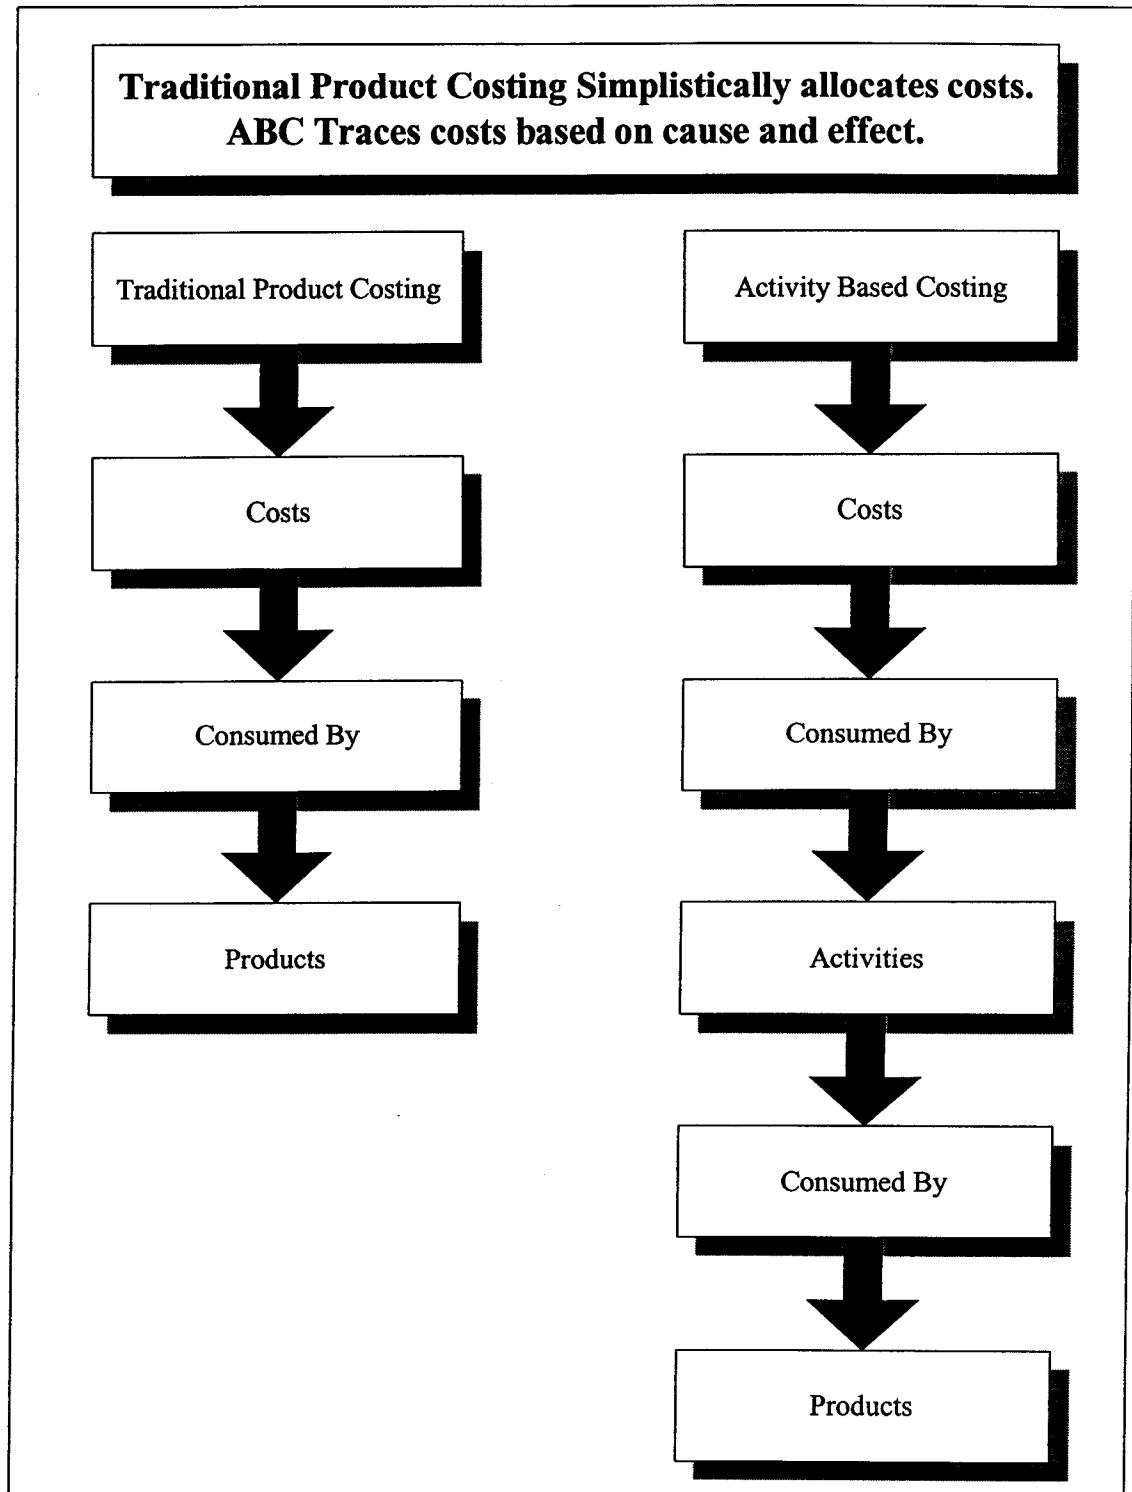 Traditional Product Costing Simplistically allocates costs.
ABC Traces costs based on cause and effect.
Traditional Product Costing
Costs
Consumed By
Products
Activity Based Costing
Costs
Consumed By
Activities
Consumed By
Products